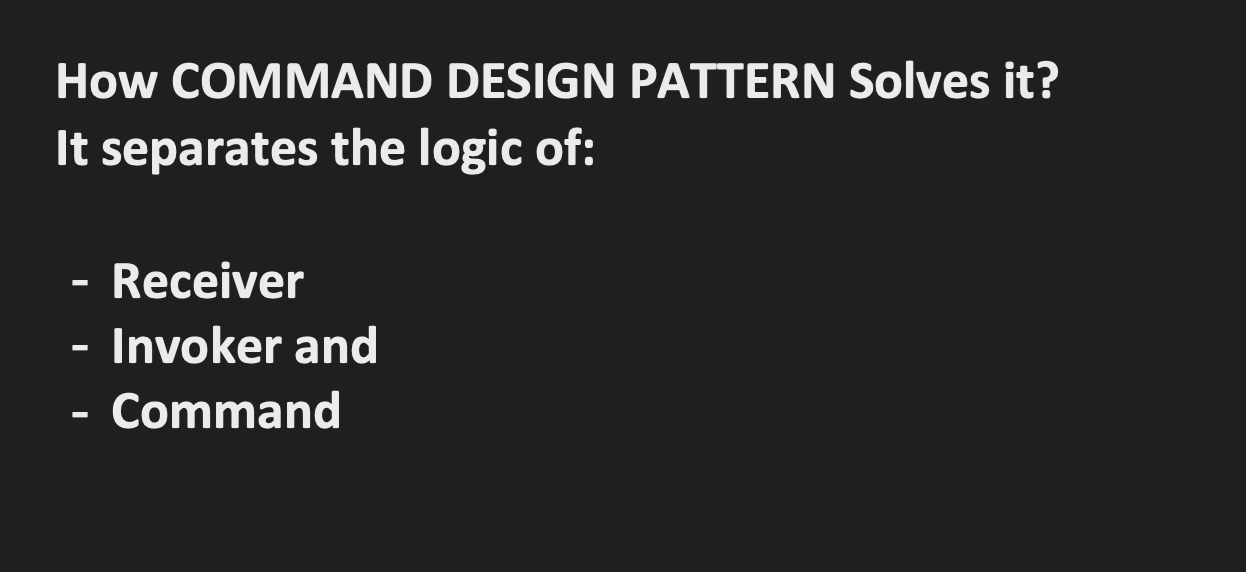 How COMMAND DESIGN PATTERN Solves it?
It separates the logic of:
- Receiver
- Invoker and
- Command